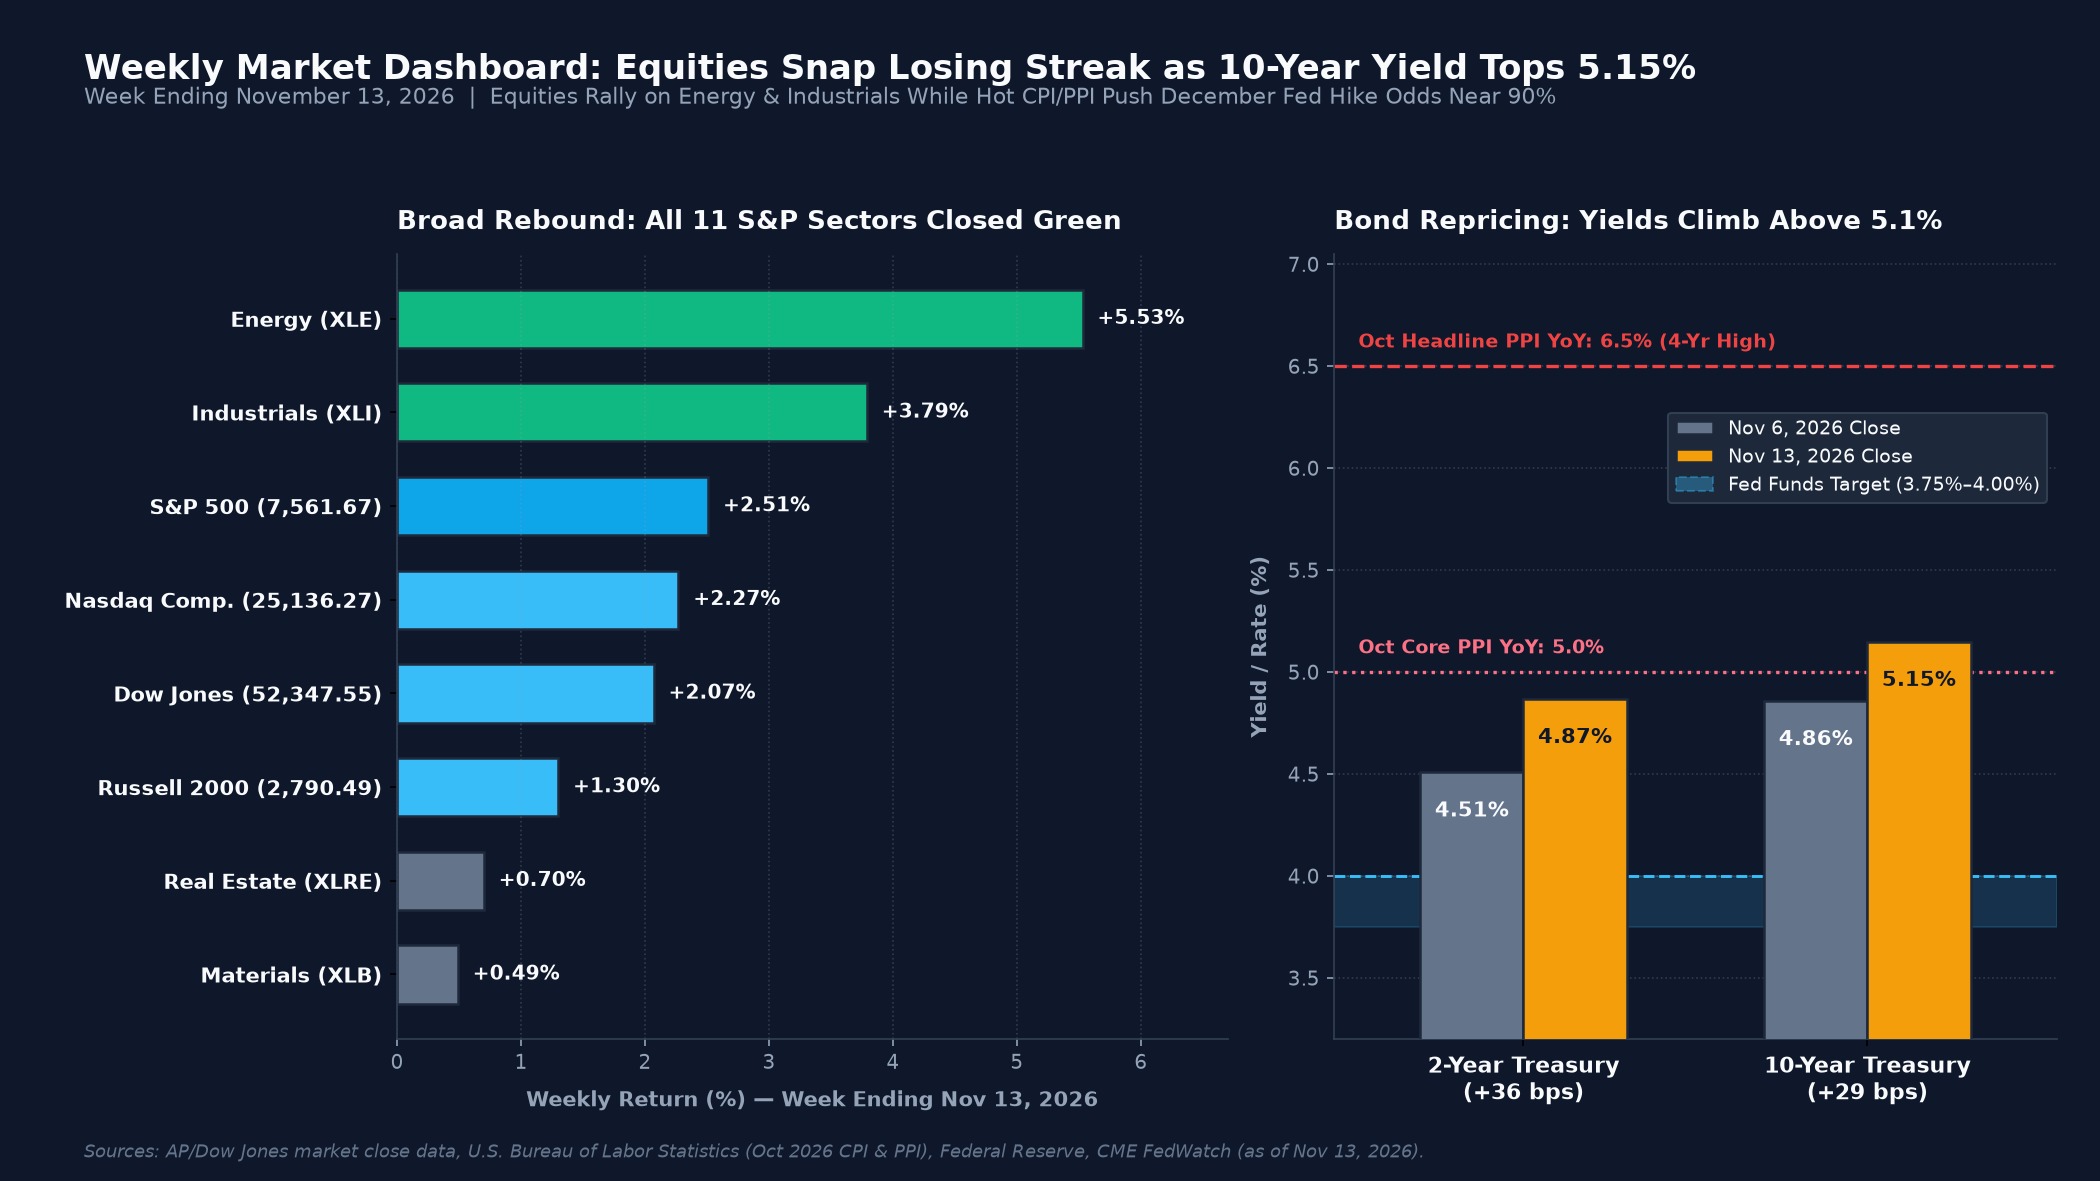 Weekly Market Dashboard: Equities Snap Losing Streak as 10-Year Yield Tops 5.15%
Week Ending November 13, 2026 | Equities Rally on Energy & Industrials While Hot CPI/PPI Push December Fed Hike Odds Near 90%
Broad Rebound: All 11 S&P Sectors Closed Green
Energy (XLE)
+5.53%
Industrials (XLI)
+3.79%
S&P 500 (7,561.67)
+2.51%
Nasdaq Comp. (25,136.27)
+2.27%
Dow Jones (52,347.55)
+2.07%
Russell 2000 (2,790.49)
+1.30%
Real Estate (XLRE)
+0.70%
Materials (XLB)
+0.49%
0 1 2 3 4 5 6
Weekly Return (%) — Week Ending Nov 13, 2026
Bond Repricing: Yields Climb Above 5.1%
Yield / Rate (%)
7.0
6.5
6.0
5.5
5.0
4.5
4.0
3.5
Oct Headline PPI YoY: 6.5% (4-Yr High)
Nov 6, 2026 Close
Nov 13, 2026 Close
Fed Funds Target (3.75%–4.00%)
Oct Core PPI YoY: 5.0%
4.51%
4.87%
4.86%
5.15%
2-Year Treasury
(+36 bps)
10-Year Treasury
(+29 bps)
Sources: AP/Dow Jones market close data, U.S. Bureau of Labor Statistics (Oct 2026 CPI & PPI), Federal Reserve, CME FedWatch (as of Nov 13, 2026).